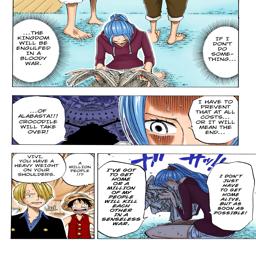 IF I
DON'T
DO
SOME-
THING...
...THE
KINGDOM
WILL BE
ENGULFED
IN A
BLOODY
WAR.
I HAVE TO
PREVENT
THAT AT ALL
COSTS...
...OR IT WILL
MEAN THE
END...
...OF
ALABASTA!!!
CROCODILE
WILL TAKE
OVER!
I DON'T
JUST
HAVE TO
GET HOME
ALIVE,
BUT AS
SOON AS
POSSIBLE!
I'VE GOT
TO GET
HOME
OR A
MILLION OF
MY PEOPLE
WILL KILL
EACH
OTHER
IN A
SENSELESS
WAR.
A
MILLION
PEOPLE
!!?
VIVI,
YOU HAVE A
HEAVY WEIGHT
ON YOUR
SHOULDERS.